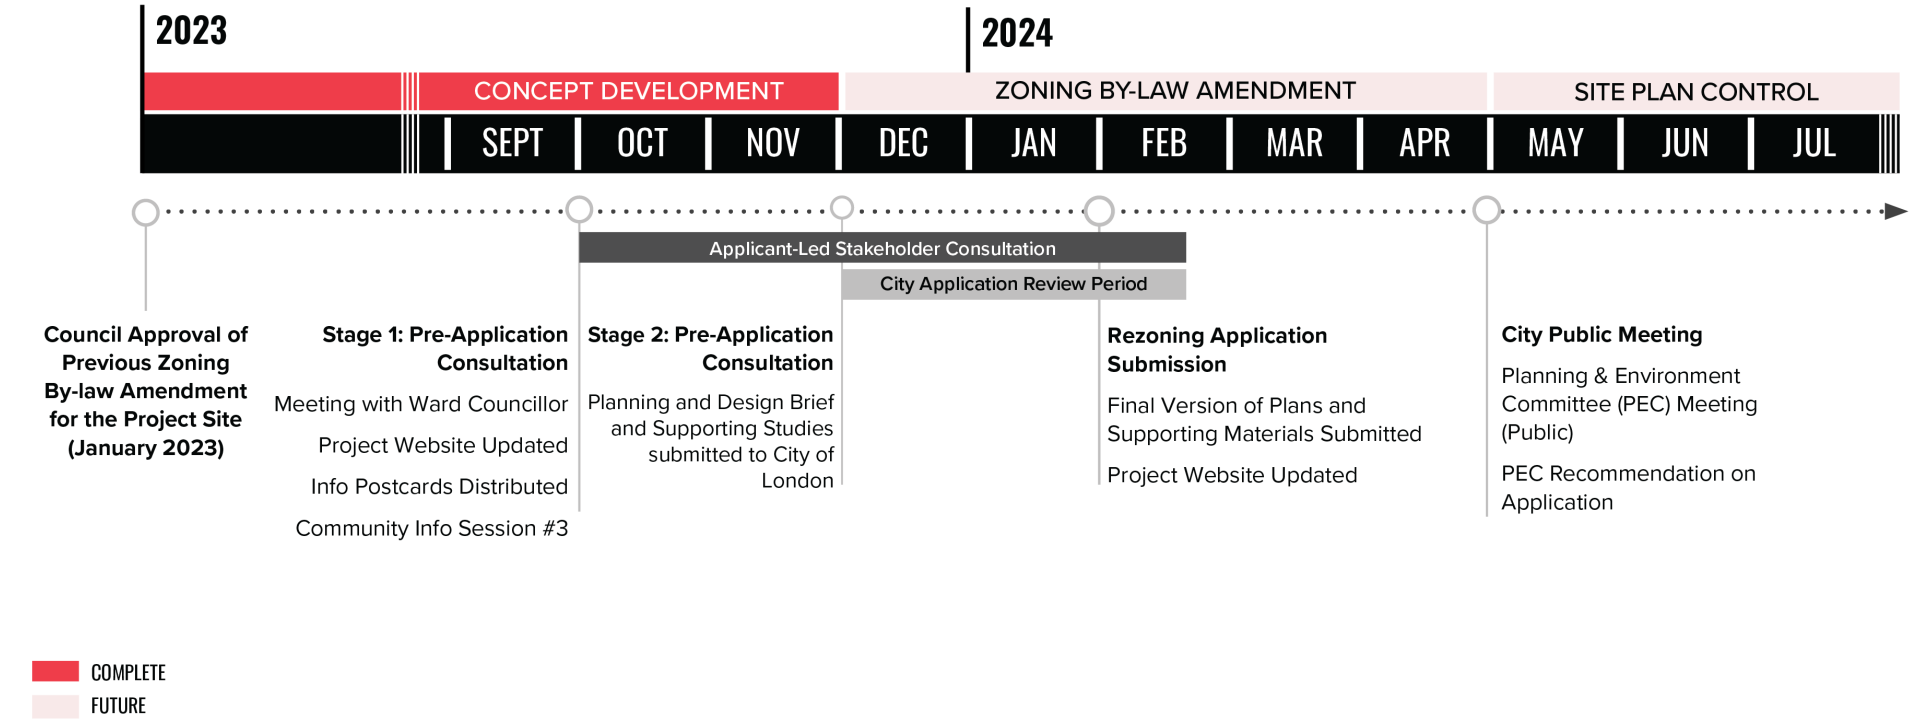 2023
2024
CONCEPT DEVELOPMENT
ZONING BY-LAW AMENDMENT
SITE PLAN CONTROL
SEPT
OCT
NOV
DEC
JAN
FEB
MAR
APR
MAY
JUN
JUL
Applicant-Led Stakeholder Consultation
City Application Review Period
Council Approval of
Previous Zoning
By-law Amendment
for the Project Site
(January 2023)
Stage 1: Pre-Application
Consultation
Meeting with Ward Councillor
Project Website Updated
Info Postcards Distributed
Community Info Session #3
Stage 2: Pre-Application
Consultation
Planning and Design Brief
and Supporting Studies
submitted to City of
London
Rezoning Application
Submission
Final Version of Plans and
Supporting Materials Submitted
Project Website Updated
City Public Meeting
Planning & Environment
Committee (PEC) Meeting
(Public)
PEC Recommendation on
Application
COMPLETE
FUTURE